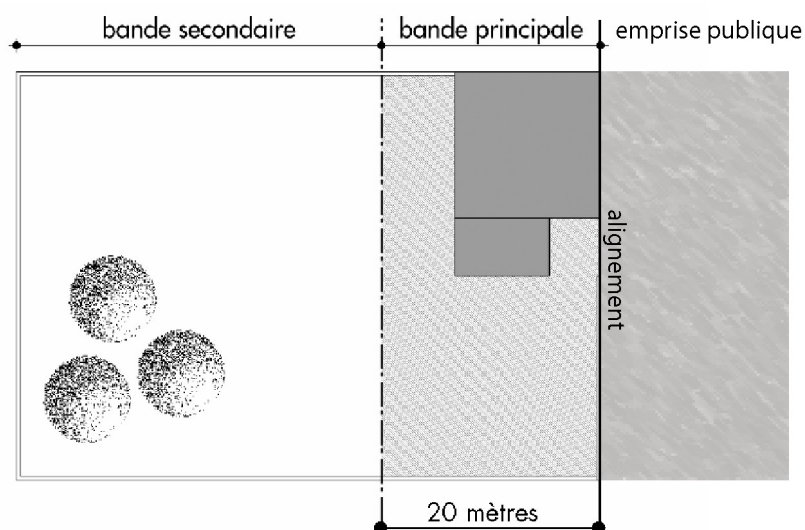 bande secondaire
bande principale
emprise publique
alignement
20 mètres